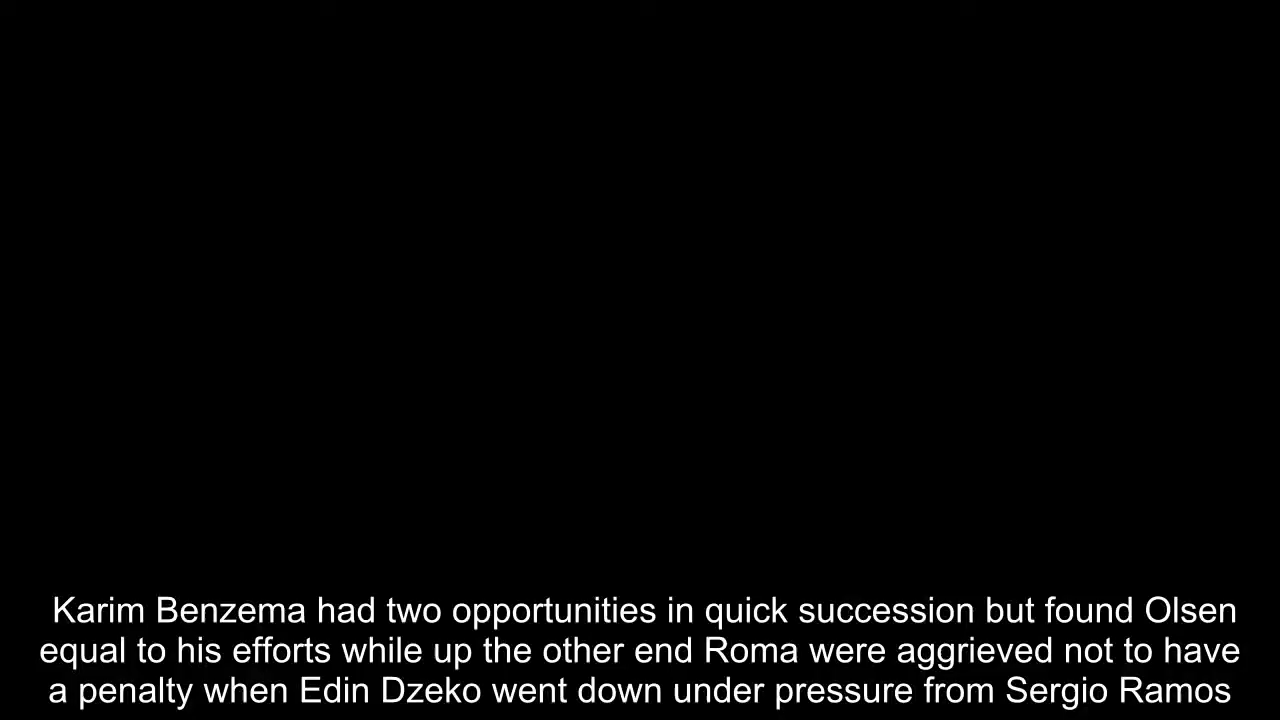 Karim Benzema had two opportunities in quick succession but found Olsen
equal to his efforts while up the other end Roma were aggrieved not to have
a penalty when Edin Dzeko went down under pressure from Sergio Ramos